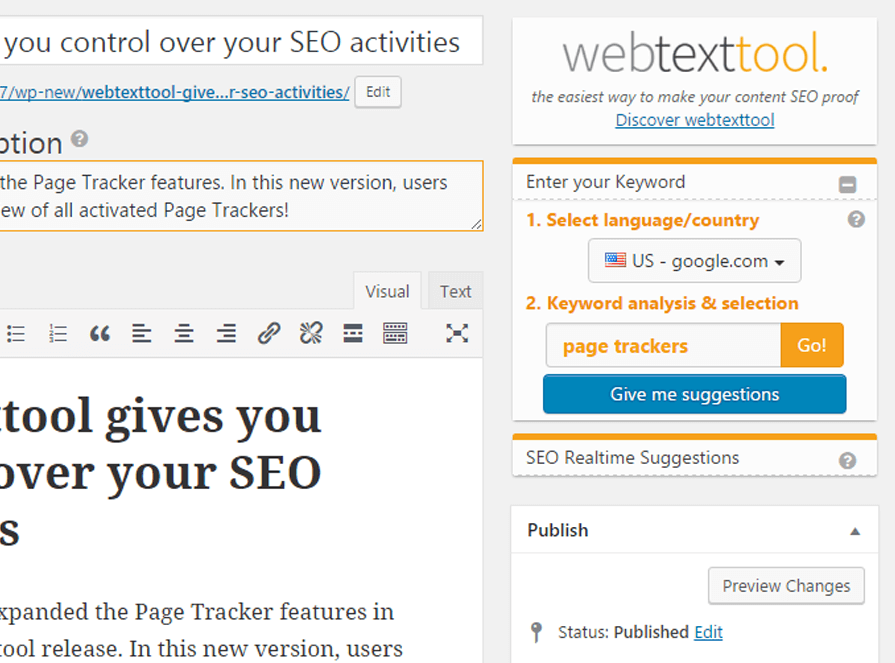 you control over your SEO activities
7/wp-new/webtexttool-give...r-seo-activities/ Edit
ption ?
the Page Tracker features. In this new version, users
ew of all activated Page Trackers!
Visual Text
ttool gives you
over your SEO
s
xpanded the Page Tracker features in
tool release. In this new version, users
webtexttool.
the easiest way to make your content SEO proof
Discover webtexttool
Enter your Keyword
1. Select language/country ?
US - google.com
2. Keyword analysis & selection
page trackers Go!
Give me suggestions
SEO Realtime Suggestions ?
Publish
Preview Changes
Status: Published Edit